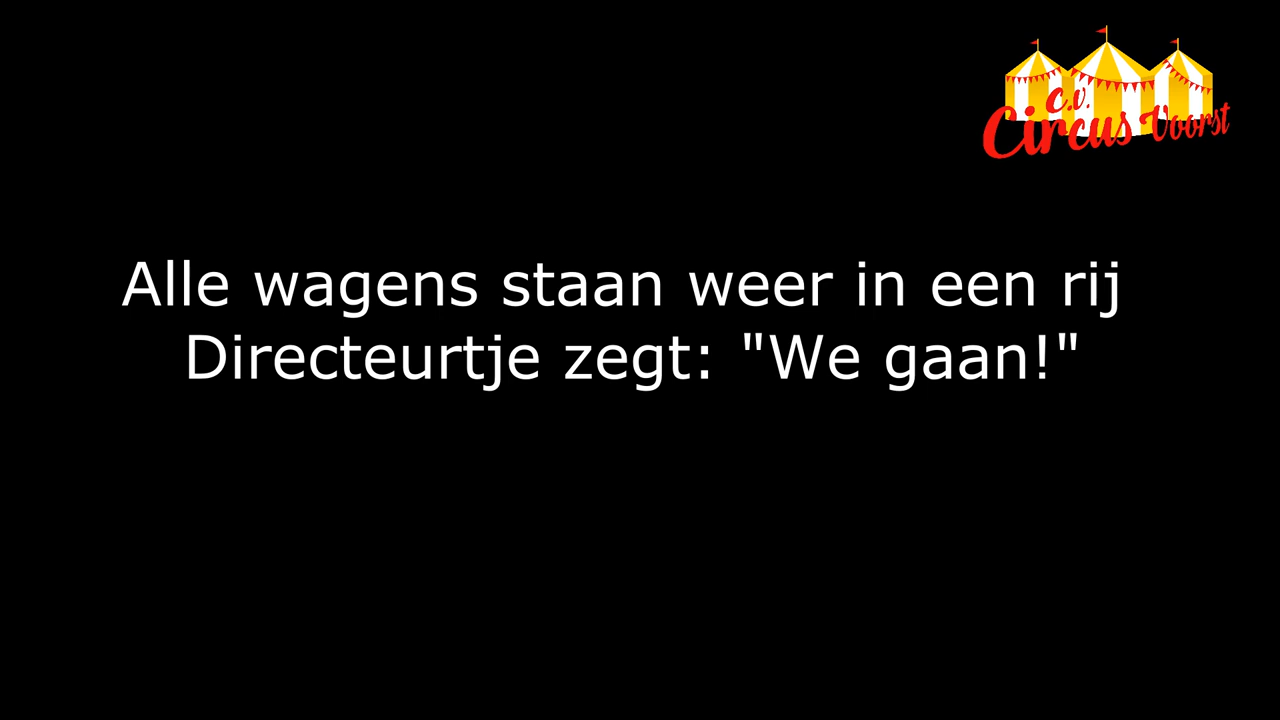 c.v.
Circus Voorst
Alle wagens staan weer in een rij
Directeurtje zegt: "We gaan!"